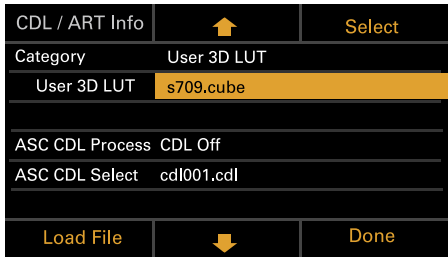 CDL / ART Info
Select
Category User 3D LUT
User 3D LUT s709.cube
ASC CDL Process CDL Off
ASC CDL Select cdl001.cdl
Load File
Done